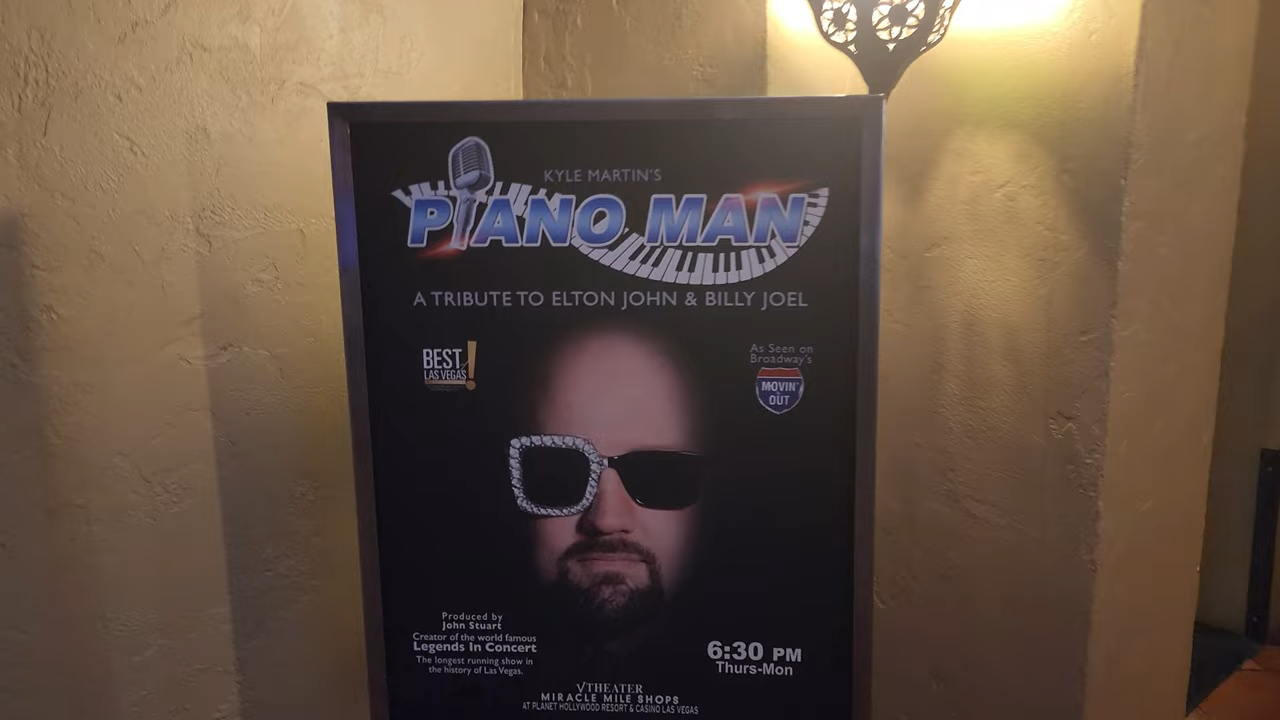 KYLE MARTIN'S
PIANO MAN
A TRIBUTE TO ELTON JOHN & BILLY JOEL
BEST
LAS VEGAS
As Seen on
Broadway's
MOVIN'
OUT
Produced by
John Stuart
Creator of the world famous
Legends In Concert
The longest running show in
the history of Las Vegas.
6:30 PM
Thurs-Mon
V THEATER
MIRACLE MILE SHOPS
AT PLANET HOLLYWOOD RESORT & CASINO LAS VEGAS